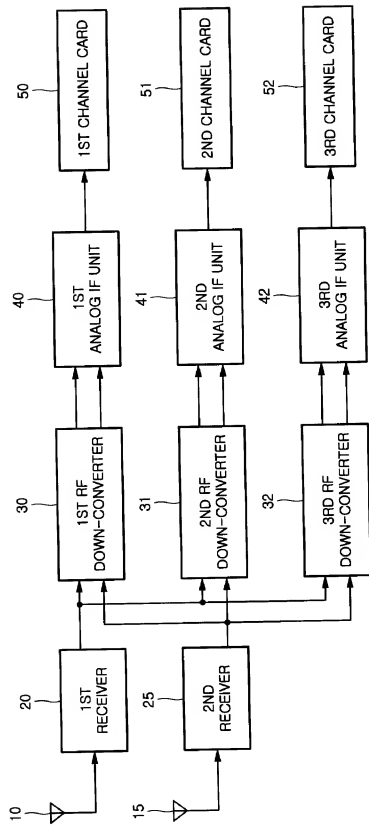 10
20
1ST
RECEIVER
30
1ST RF
DOWN-CONVERTER
40
1ST
ANALOG IF UNIT
50
1ST CHANNEL CARD
15
25
2ND
RECEIVER
31
2ND RF
DOWN-CONVERTER
41
2ND
ANALOG IF UNIT
51
2ND CHANNEL CARD
32
3RD RF
DOWN-CONVERTER
42
3RD
ANALOG IF UNIT
52
3RD CHANNEL CARD